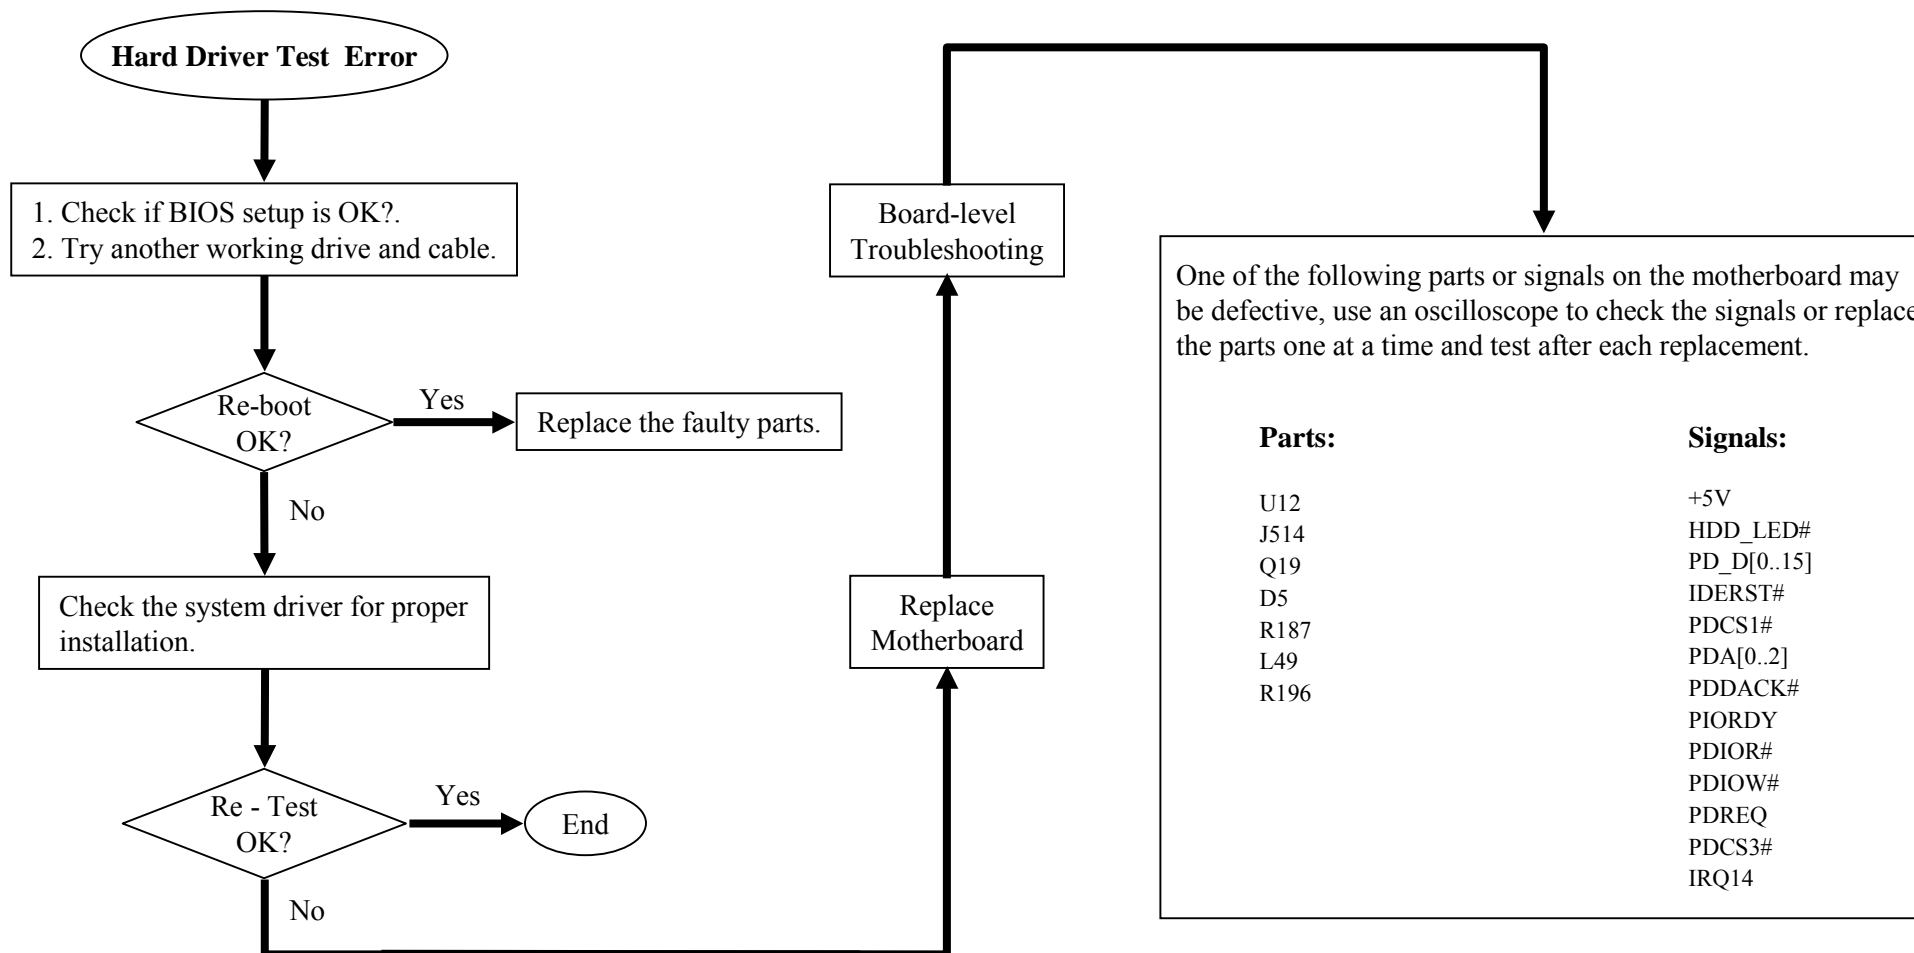 Hard Driver Test Error
1. Check if BIOS setup is OK?.
2. Try another working drive and cable.
Re-boot
OK?
Yes
Replace the faulty parts.
No
Check the system driver for proper
installation.
Re - Test
OK?
Yes
End
No
Replace
Motherboard
Board-level
Troubleshooting
One of the following parts or signals on the motherboard may
be defective, use an oscilloscope to check the signals or replace
the parts one at a time and test after each replacement.
Parts:
U12
J514
Q19
D5
R187
L49
R196
Signals:
+5V
HDD_LED#
PD_D[0..15]
IDERST#
PDCS1#
PDA[0..2]
PDDACK#
PIORDY
PDIOR#
PDIOW#
PDREQ
PDCS3#
IRQ14